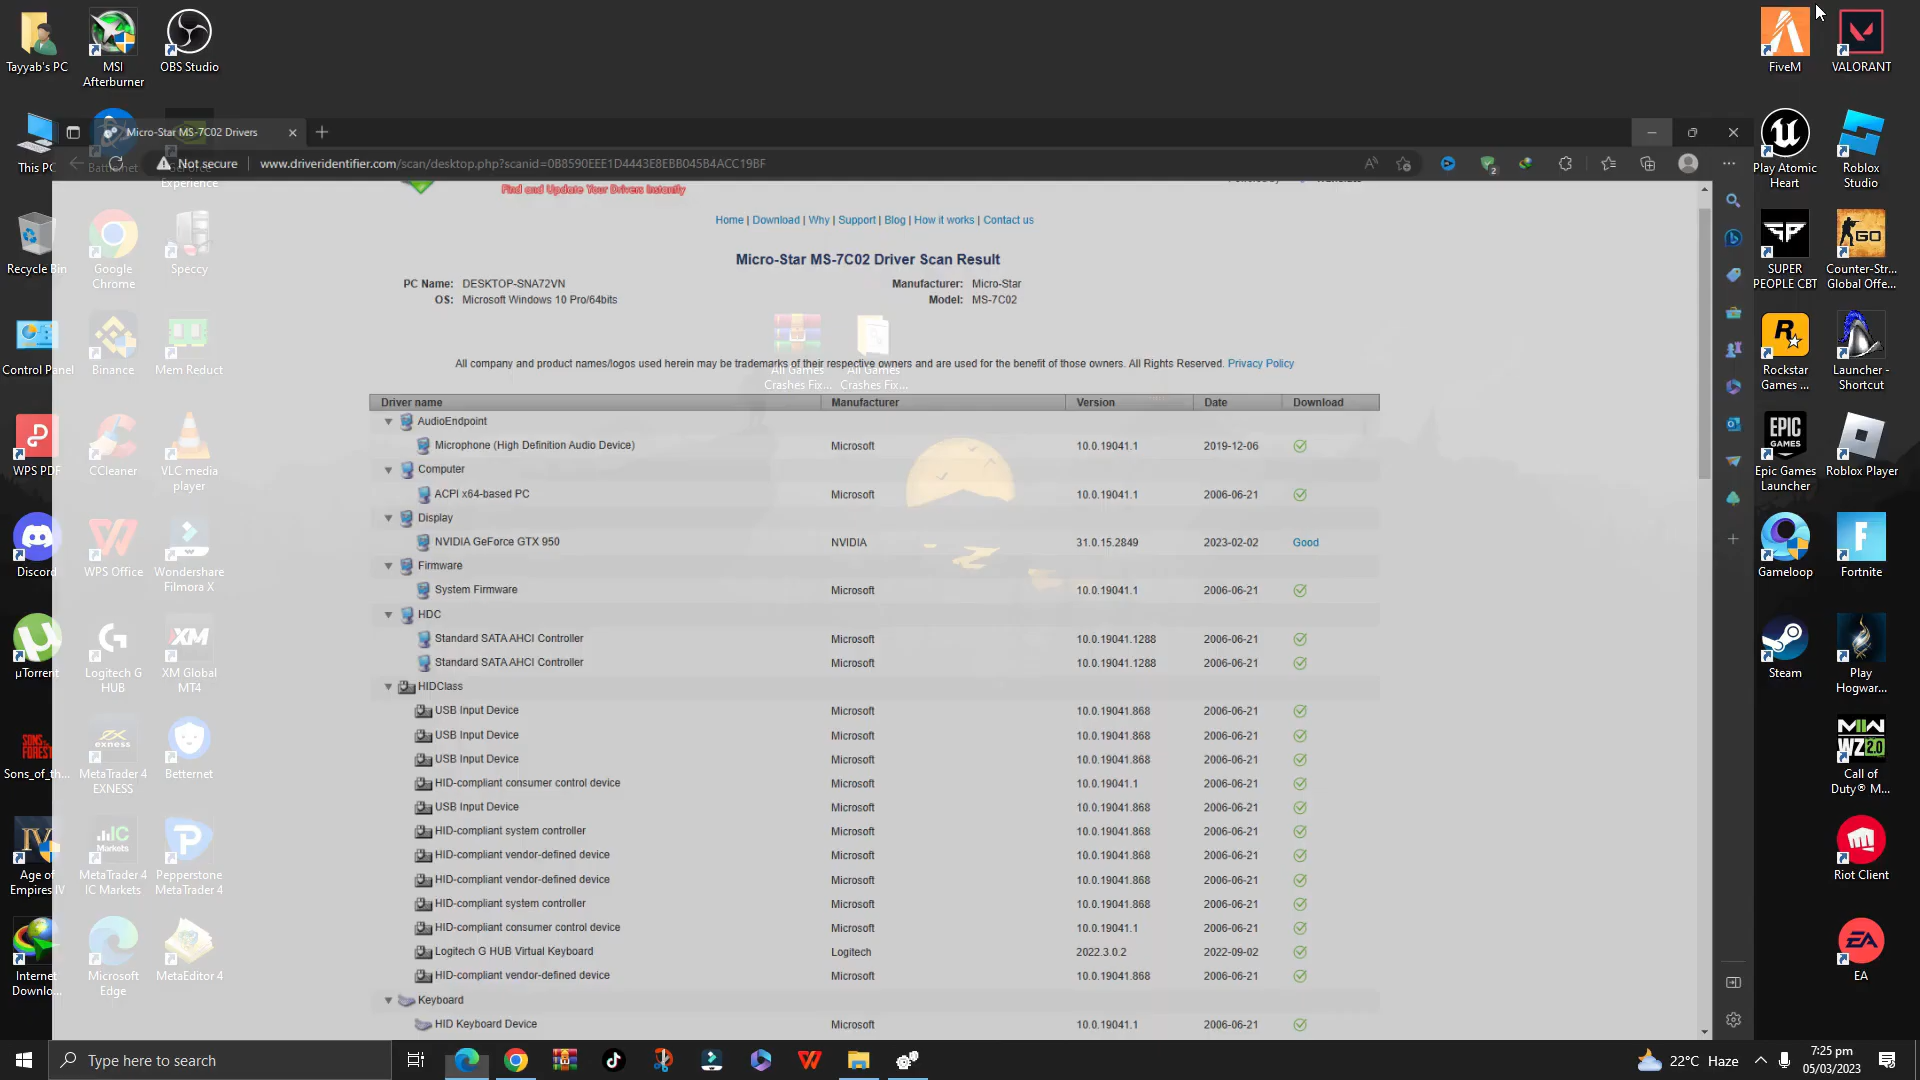 Tayyab's PC
MSI
Afterburner
OBS Studio
FiveM
VALORANT
Micro-Star MS-7C02 Drivers
Not secure
www.driveridentifier.com/scan/desktop.php?scanid=0B8590EEE1D4443E8EBB045B4ACC19BF
This PC
Experience
Play Atomic
Heart
Roblox
Studio
Find and Update Your Drivers Instantly
Home | Download | Why | Support | Blog | How it works | Contact us
Micro-Star MS-7C02 Driver Scan Result
PC Name: DESKTOP-SNA72VN
Manufacturer: Micro-Star
OS: Microsoft Windows 10 Pro/64bits
Model: MS-7C02
Recycle Bin
Google
Chrome
Speccy
SUPER
PEOPLE CBT
Counter-Str...
Global Offe...
All company and product names/logos used herein may be trademarks of their respective owners and are used for the benefit of those owners. All Rights Reserved. Privacy Policy
Control Panel
Binance
Mem Reduct
All Games
Crashes Fix...
All Games
Crashes Fix...
Rockstar
Games ...
Launcher -
Shortcut
Driver name Manufacturer Version Date Download
AudioEndpoint
Microphone (High Definition Audio Device) Microsoft 10.0.19041.1 2019-12-06
Computer
ACPI x64-based PC Microsoft 10.0.19041.1 2006-06-21
Display
NVIDIA GeForce GTX 950 NVIDIA 31.0.15.2849 2023-02-02 Good
Firmware
System Firmware Microsoft 10.0.19041.1 2006-06-21
HDC
Standard SATA AHCI Controller Microsoft 10.0.19041.1288 2006-06-21
Standard SATA AHCI Controller Microsoft 10.0.19041.1288 2006-06-21
HIDClass
USB Input Device Microsoft 10.0.19041.868 2006-06-21
USB Input Device Microsoft 10.0.19041.868 2006-06-21
USB Input Device Microsoft 10.0.19041.868 2006-06-21
HID-compliant consumer control device Microsoft 10.0.19041.1 2006-06-21
USB Input Device Microsoft 10.0.19041.868 2006-06-21
HID-compliant system controller Microsoft 10.0.19041.868 2006-06-21
HID-compliant vendor-defined device Microsoft 10.0.19041.868 2006-06-21
HID-compliant vendor-defined device Microsoft 10.0.19041.868 2006-06-21
HID-compliant system controller Microsoft 10.0.19041.868 2006-06-21
HID-compliant consumer control device Microsoft 10.0.19041.1 2006-06-21
Logitech G HUB Virtual Keyboard Logitech 2022.3.0.2 2022-09-02
HID-compliant vendor-defined device Microsoft 10.0.19041.868 2006-06-21
Keyboard
HID Keyboard Device Microsoft 10.0.19041.1 2006-06-21
WPS PDF
CCleaner
VLC media
player
EPIC
GAMES
Epic Games
Launcher
Roblox Player
Discord
WPS Office
Wondershare
Filmora X
Gameloop
Fortnite
µTorrent
Logitech G
HUB
XM Global
MT4
Steam
Play
Hogwar...
Sons_of_th...
MetaTrader 4
EXNESS
Betternet
Call of
Duty® M...
Age of
Empires IV
MetaTrader 4
IC Markets
Pepperstone
MetaTrader 4
Riot Client
Internet
Downlo...
Microsoft
Edge
MetaEditor 4
EA
Type here to search
22°C Haze
7:25 pm
05/03/2023